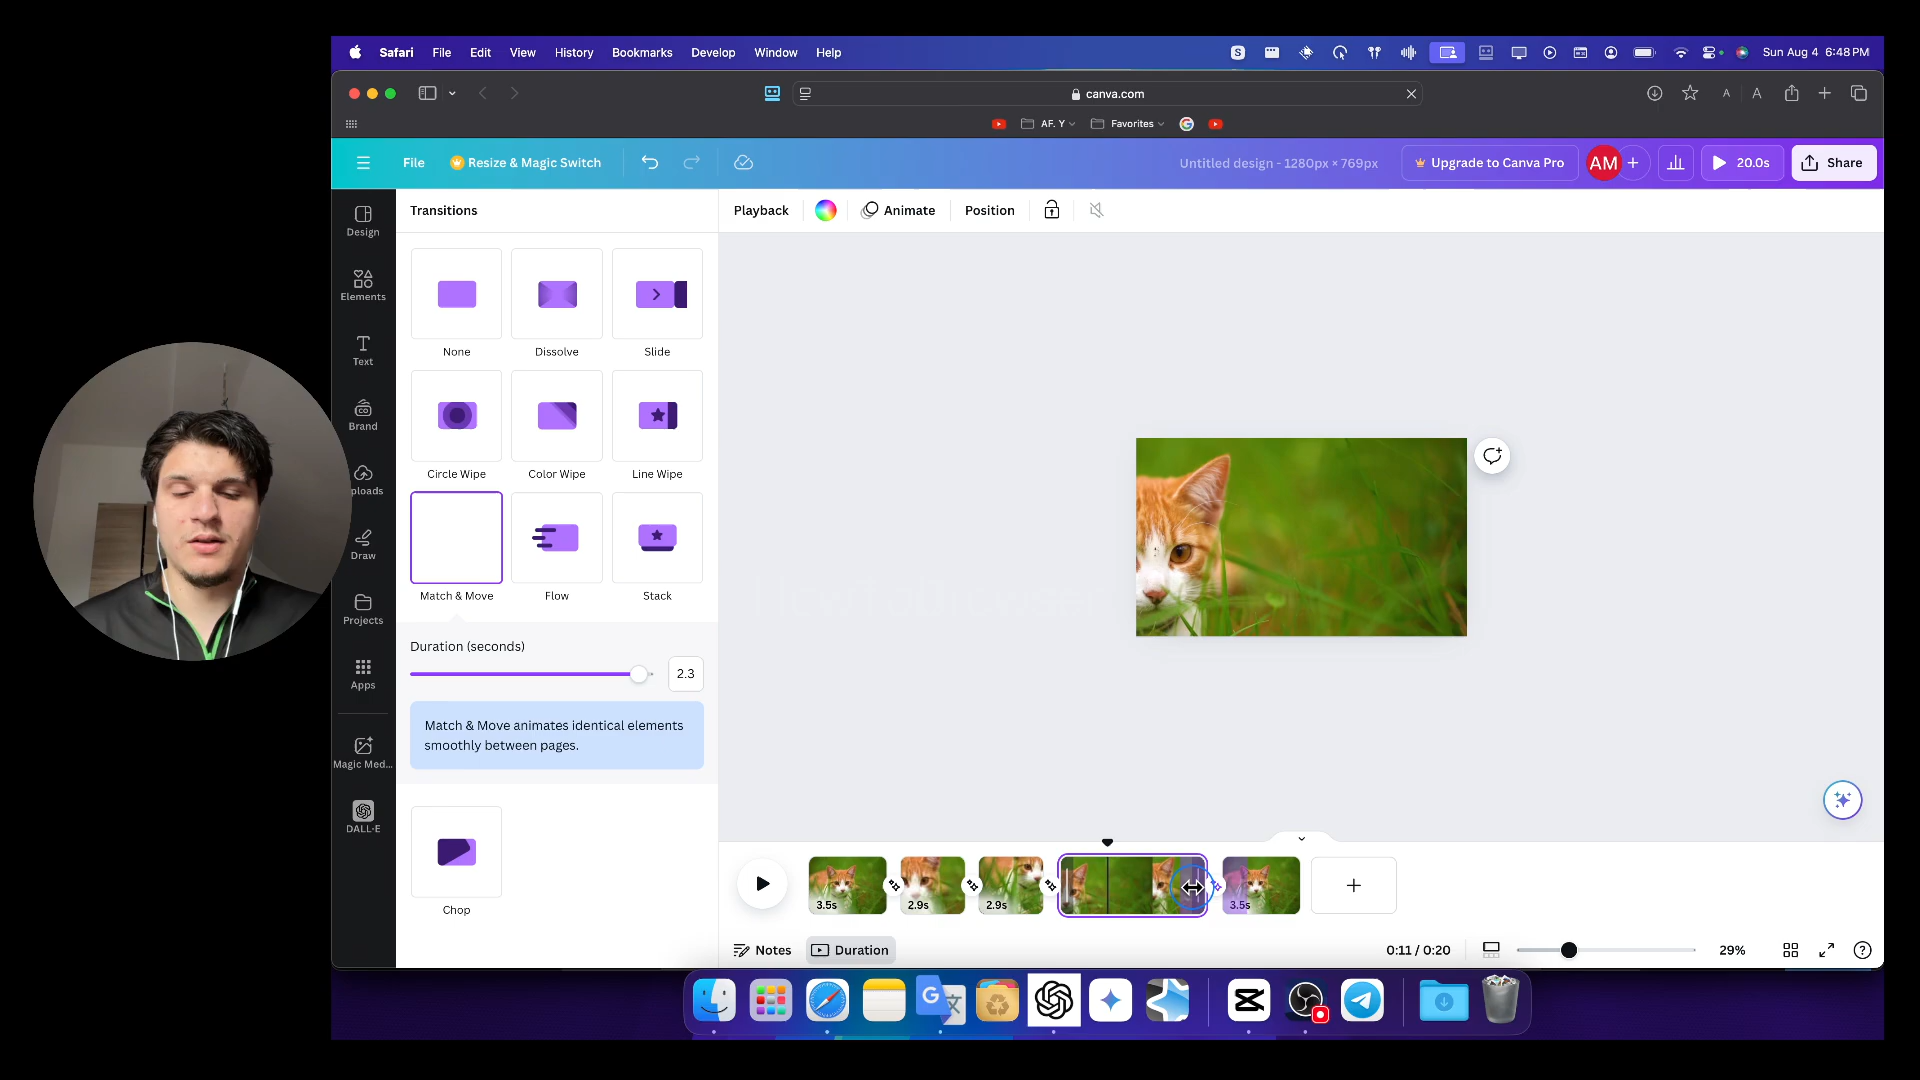 Safari File Edit View History Bookmarks Develop Window Help
S
Sun Aug 4 6:48 PM
canva.com
A A
AF. Y Favorites
File Resize & Magic Switch
Untitled design - 1280px × 769px
Upgrade to Canva Pro
AM
20.0s
Share
Design
Elements
Text
Brand
ploads
Draw
Projects
Apps
Magic Med...
DALL·E
Transitions
None Dissolve Slide
Circle Wipe Color Wipe Line Wipe
Match & Move Flow Stack
Duration (seconds)
2.3
Match & Move animates identical elements
smoothly between pages.
Chop
Playback Animate Position
3.5s 2.9s 2.9s 3.5s
Notes Duration
0:11 / 0:20
29%